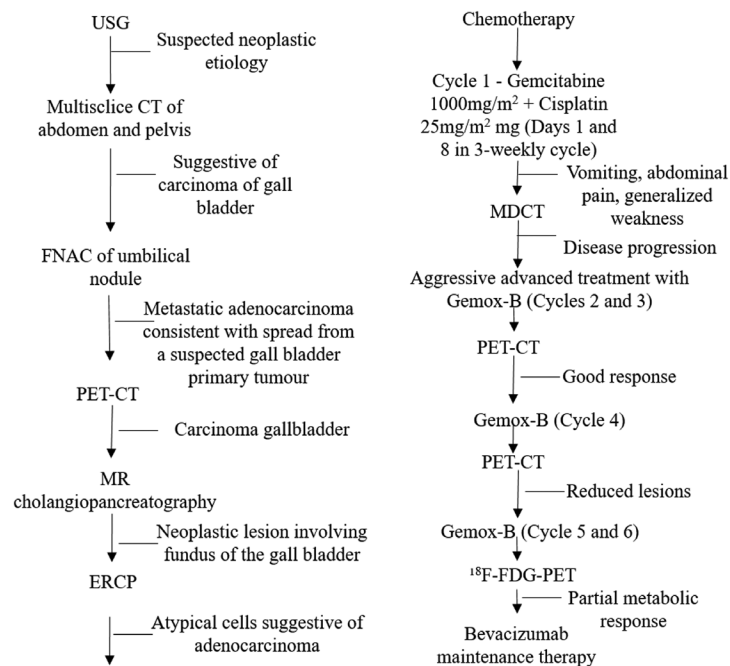 USG
Suspected neoplastic
etiology
Multisclice CT of
abdomen and pelvis
Suggestive of
carcinoma of gall
bladder
FNAC of umbilical
nodule
Metastatic adenocarcinoma
consistent with spread from
a suspected gall bladder
primary tumour
PET-CT
Carcinoma gallbladder
MR
cholangiopancreatography
Neoplastic lesion involving
fundus of the gall bladder
ERCP
Atypical cells suggestive of
adenocarcinoma
Chemotherapy
Cycle 1 - Gemcitabine
1000mg/m² + Cisplatin
25mg/m² mg (Days 1 and
8 in 3-weekly cycle)
Vomiting, abdominal
pain, generalized
weakness
MDCT
Disease progression
Aggressive advanced treatment with
Gemox-B (Cycles 2 and 3)
PET-CT
Good response
Gemox-B (Cycle 4)
PET-CT
Reduced lesions
Gemox-B (Cycle 5 and 6)
¹⁸F-FDG-PET
Partial metabolic
response
Bevacizumab
maintenance therapy